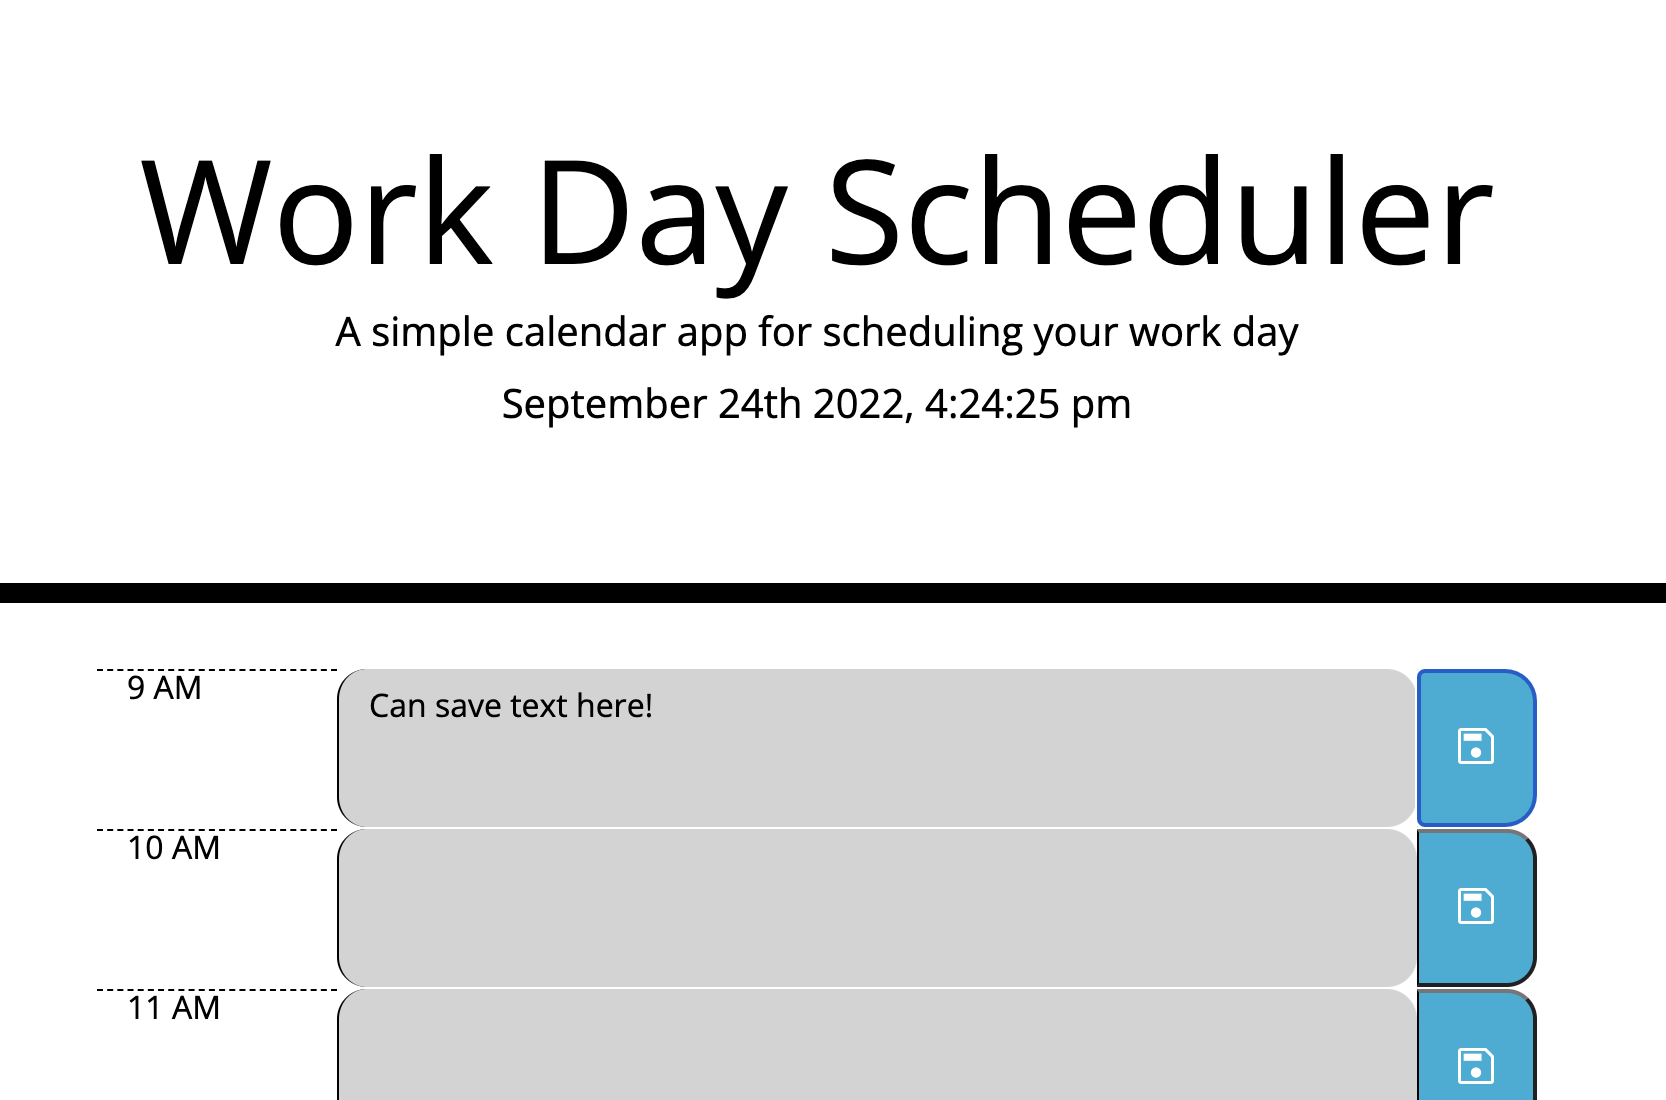 Work Day Scheduler
A simple calendar app for scheduling your work day
September 24th 2022, 4:24:25 pm
9 AM
Can save text here!
10 AM
11 AM